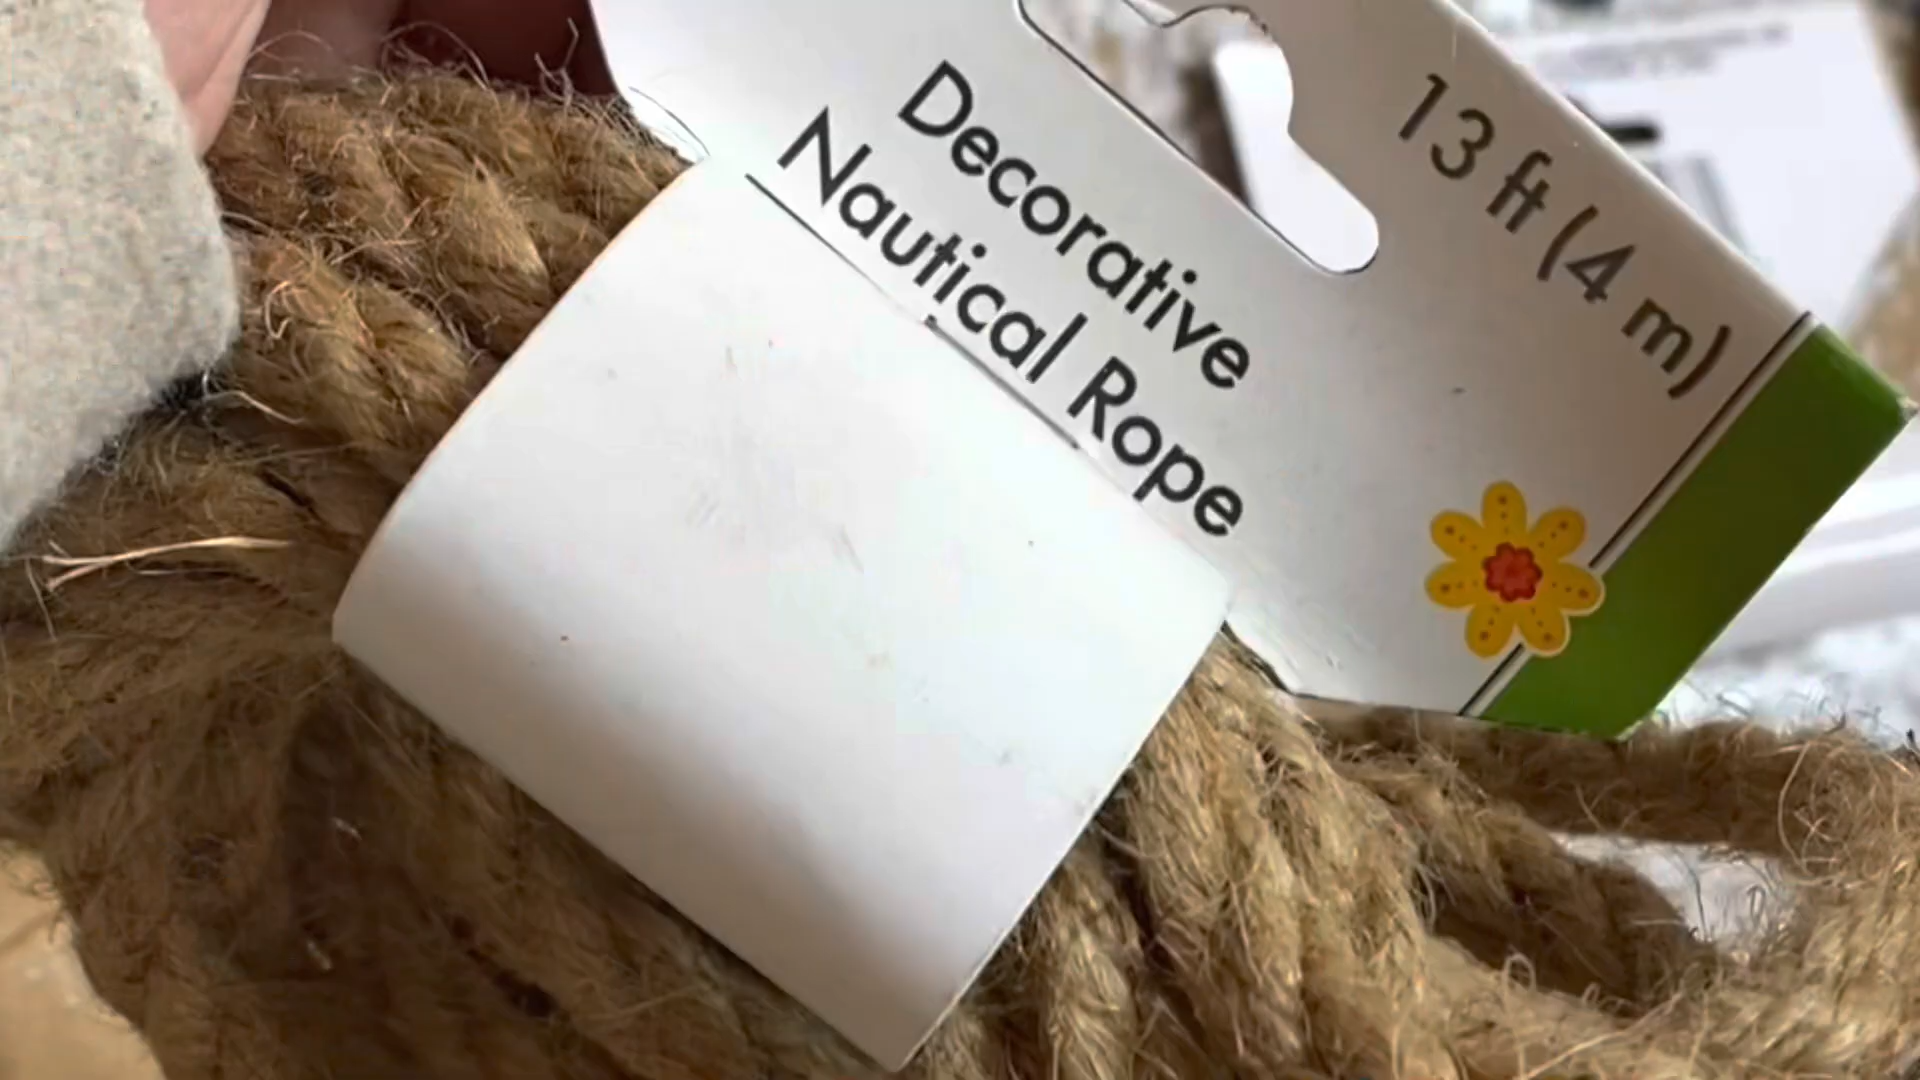 Decorative
Nautical Rope
13 ft (4 m)